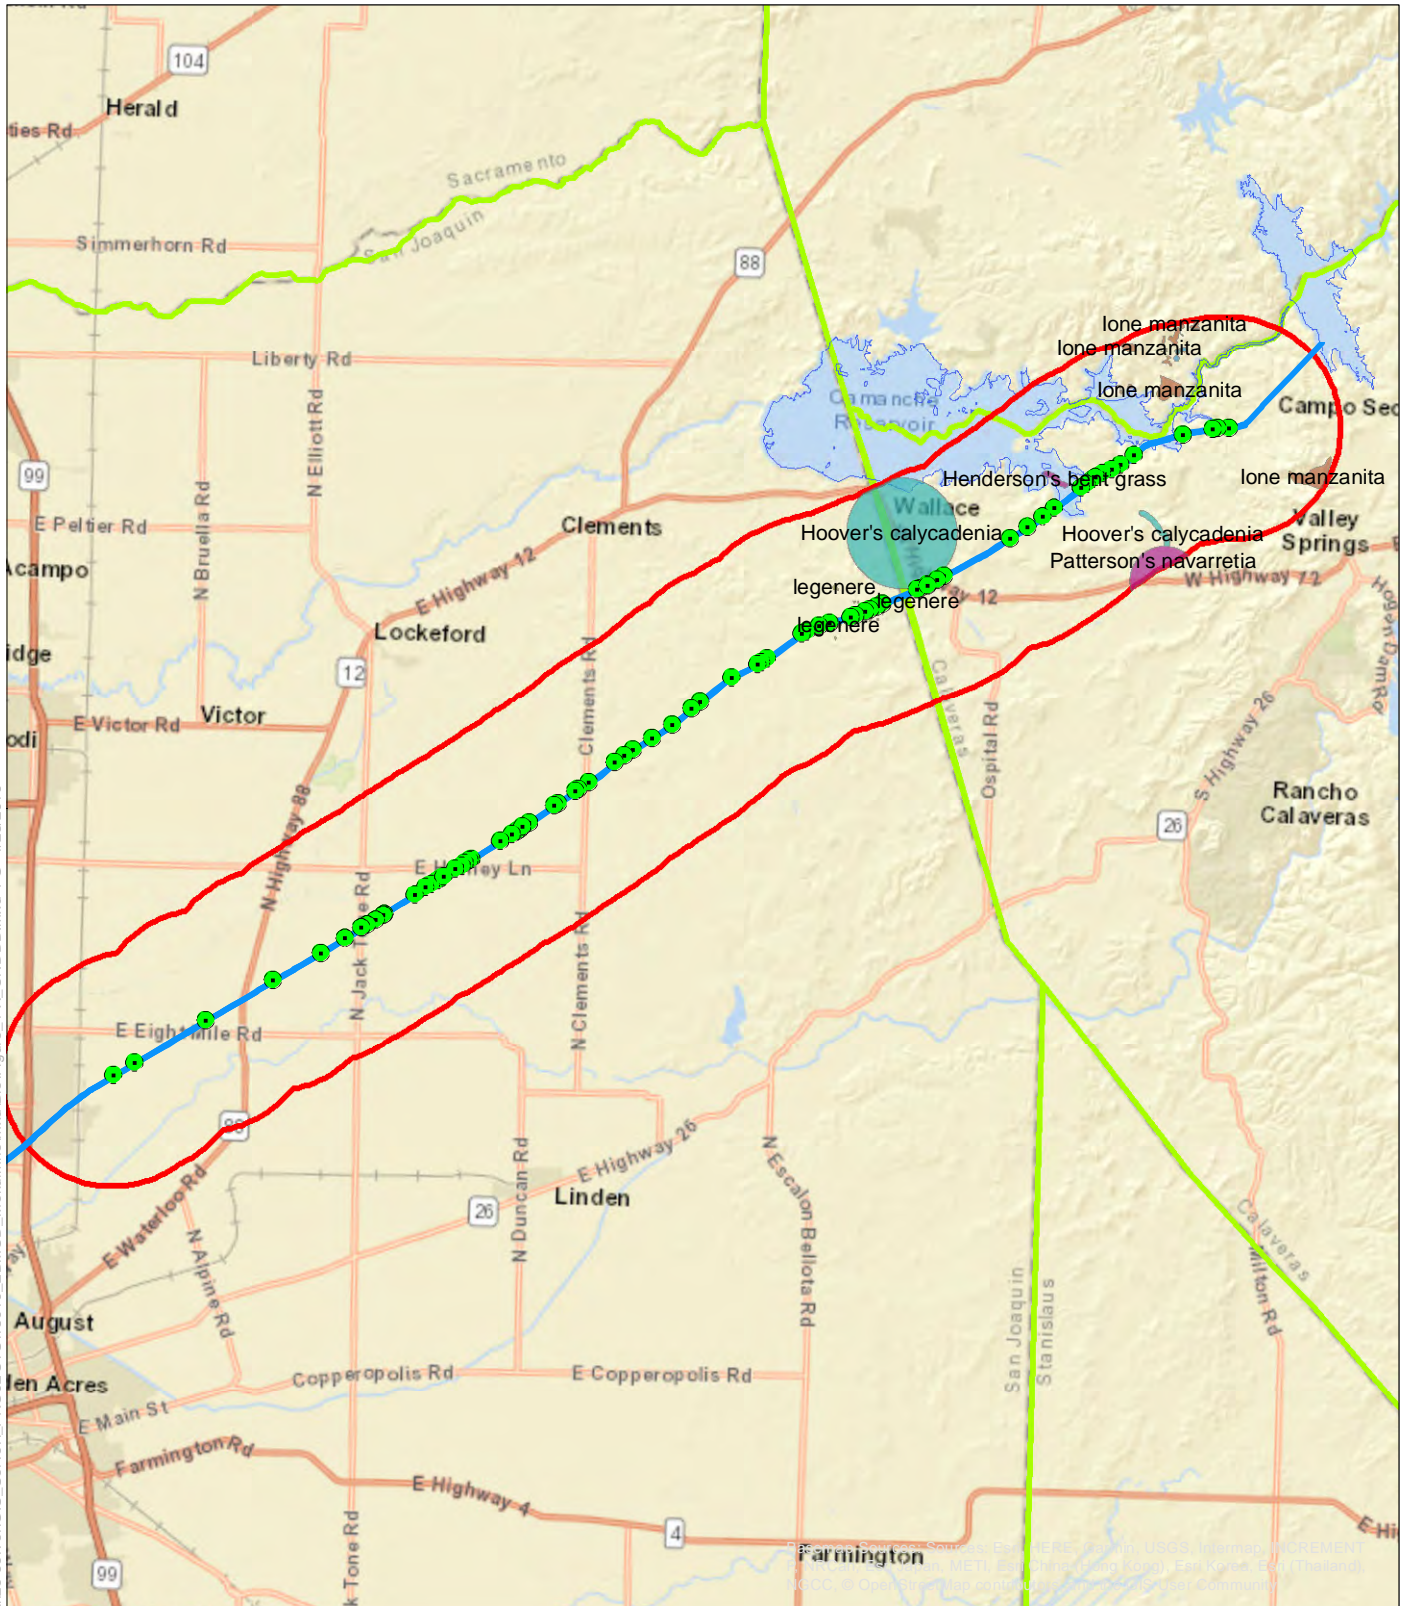 104
Herald
ties Rd
Sacramento
San Joaquin
Simmerhorn Rd
88
Liberty Rd
N Elliott Rd
Ione manzanita
Ione manzanita
Ione manzanita
Camanche
Reservoir
Campo Sec
99
N Bruella Rd
E Peltier Rd
Clements
Henderson's bent grass
Ione manzanita
Wallace
Hoover's calycadenia
Hoover's calycadenia
Valley
Springs
Patterson's navarretia
W Highway 12
Acampo
E Highway 12
legenere
legenere
legenere
Lockeford
Hogan Dam Rd
idge
12
Clements Rd
Calaveras
Ospital Rd
S Highway 26
E Victor Rd
Victor
odi
Rancho
Calaveras
26
N Highway 88
E Harney Ln
N Jack Tone Rd
N Clements Rd
E Eight Mile Rd
88
E Highway 26
N Duncan Rd
N Escalon Bellota Rd
Linden
26
E Waterloo Rd
N Alpine Rd
Calaveras
Milton Rd
San Joaquin
Stanislaus
August
Copperopolis Rd
E Copperopolis Rd
den Acres
E Main St
Farmington Rd
E Highway 4
4
Farmington
k Tone Rd
99